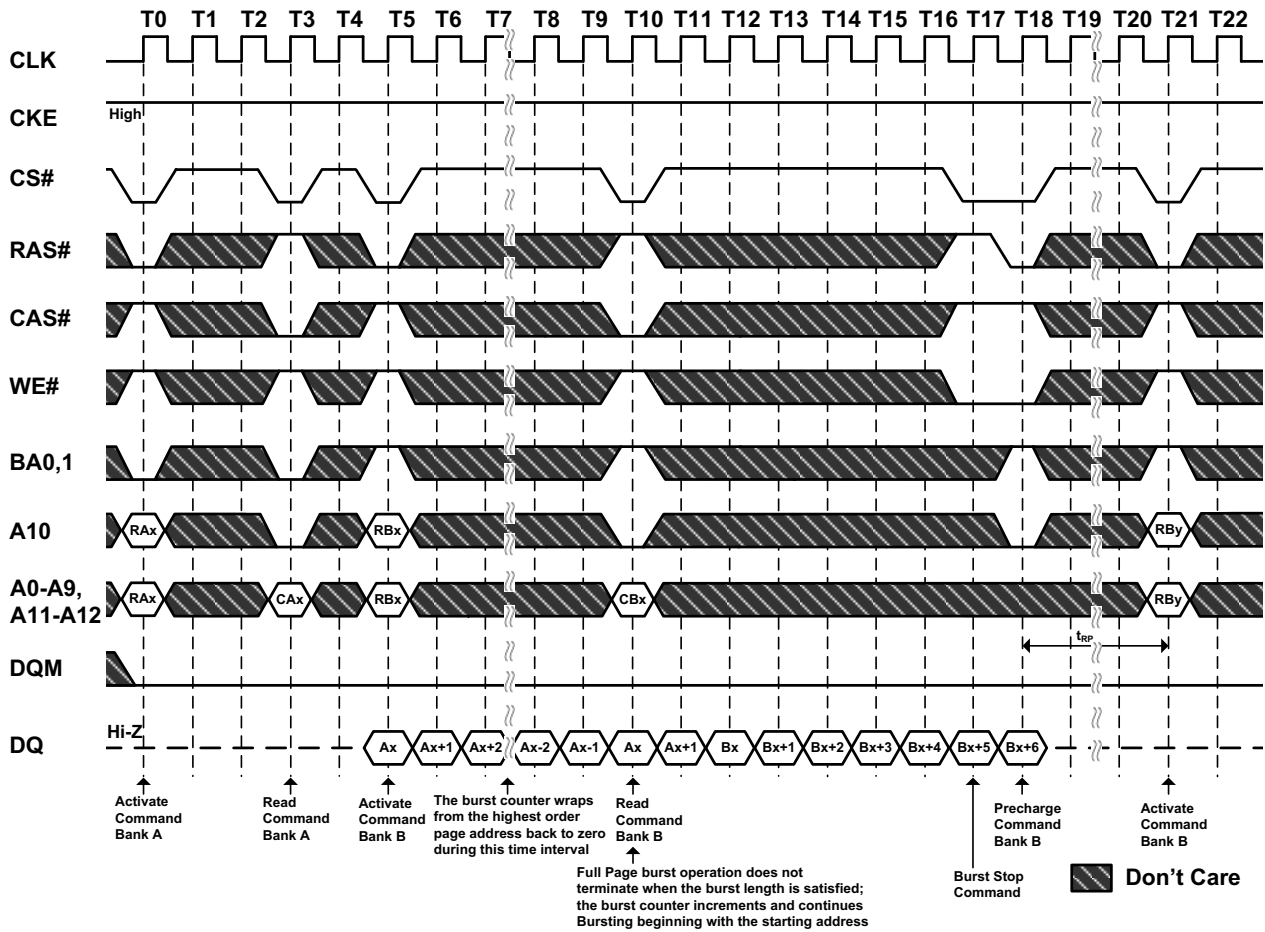 T0 T1 T2 T3 T4 T5 T6 T7 T8 T9 T10 T11 T12 T13 T14 T15 T16 T17 T18 T19 T20 T21 T22
CLK
CKE
High
CS#
RAS#
CAS#
WE#
BA0,1
A10
RAx RBx RBy
A0-A9,
A11-A12
RAx CAx RBx CBx RBy
tRP
DQM
Hi-Z
DQ
Ax Ax+1 Ax+2 Ax-2 Ax-1 Ax Ax+1 Bx Bx+1 Bx+2 Bx+3 Bx+4 Bx+5 Bx+6
Activate
Command
Bank A
Read
Command
Bank A
Activate
Command
Bank B
The burst counter wraps
from the highest order
page address back to zero
during this time interval
Read
Command
Bank B
Full Page burst operation does not
terminate when the burst length is satisfied;
the burst counter increments and continues
Bursting beginning with the starting address
Burst Stop
Command
Precharge
Command
Bank B
Activate
Command
Bank B
Don't Care